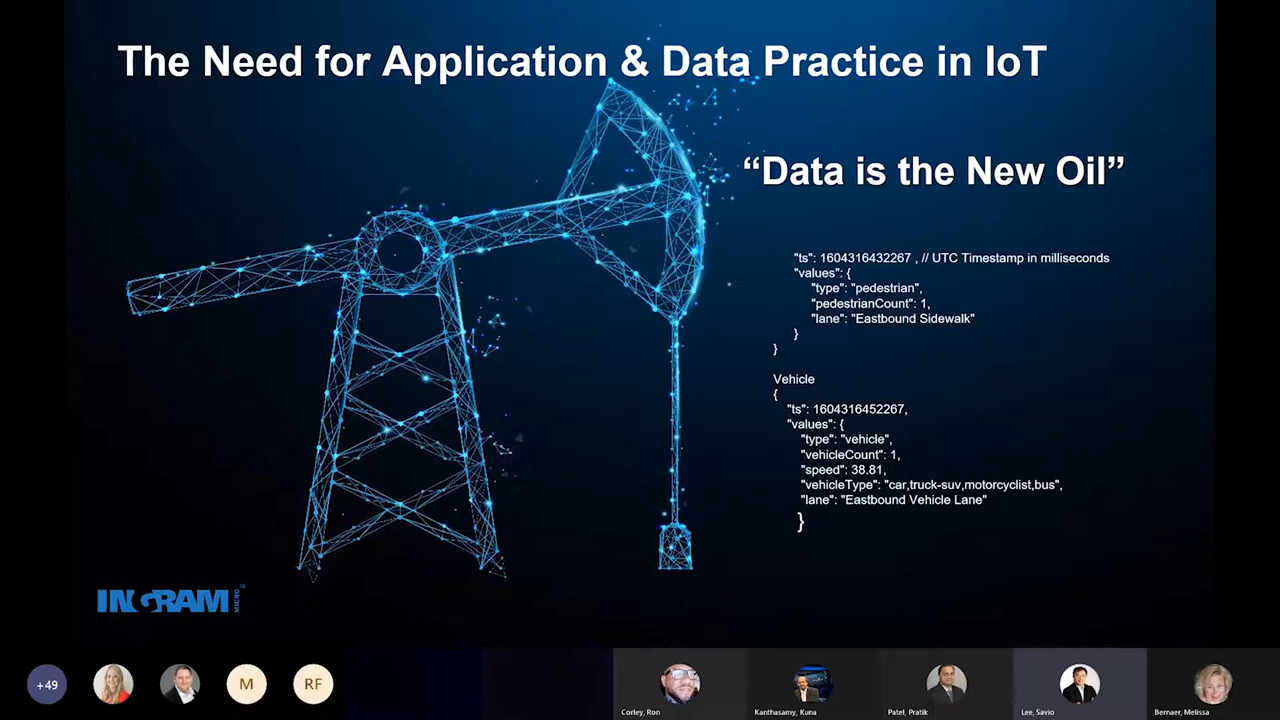 The Need for Application & Data Practice in IoT
“Data is the New Oil”
"ts": 1604316432267 , // UTC Timestamp in milliseconds
"values": {
"type": "pedestrian",
"pedestrianCount": 1,
"lane": "Eastbound Sidewalk"
}
}
Vehicle
{
"ts": 1604316452267,
"values": {
"type": "vehicle",
"vehicleCount": 1,
"speed": 38.81,
"vehicleType": "car,truck-suv,motorcyclist,bus",
"lane": "Eastbound Vehicle Lane"
}
INGRAM MICRO
+49
M
RF
Corley, Ron
Kanthasamy, Kuna
Patel, Pratik
Lee, Savio
Bernaer, Melissa